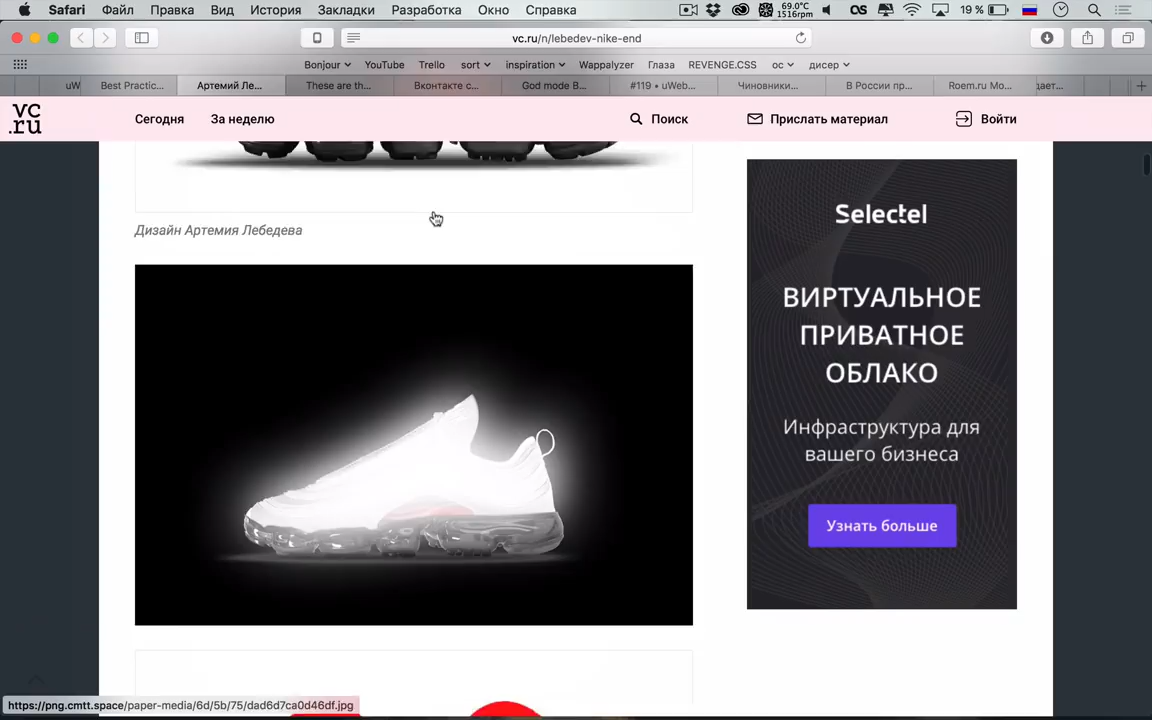 Safari Файл Правка Вид История Закладки Разработка Окно Справка
69.0°C
1516rpm
19 %
vc.ru/n/lebedev-nike-end
Bonjour YouTube Trello sort inspiration Wappalyzer Глаза REVENGE.CSS ос дисер
uW Best Practic... Артемий Ле... These are th... Вконтакте с... God mode B... #119 • uWeb... Чиновники... В России пр... Roem.ru Mo... дает...
vc
.ru
Сегодня За неделю Поиск Прислать материал Войти
Дизайн Артемия Лебедева
Selectel
ВИРТУАЛЬНОЕ
ПРИВАТНОЕ
ОБЛАКО
Инфраструктура для
вашего бизнеса
Узнать больше
https://png.cmtt.space/paper-media/6d/5b/75/dad6d7ca0d46df.jpg